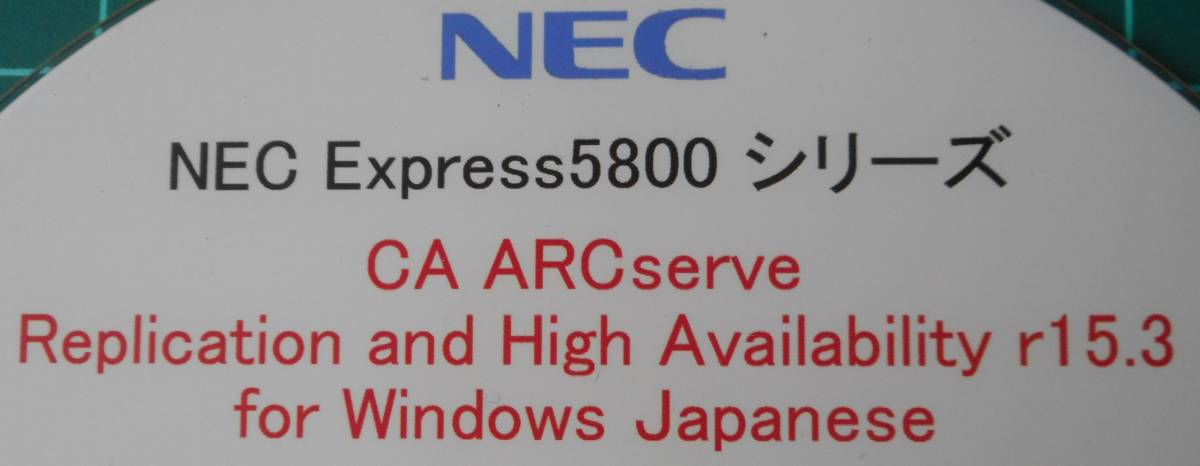 NEC
NEC Express5800 シリーズ
CA ARCserve
Replication and High Availability r15.3
for Windows Japanese